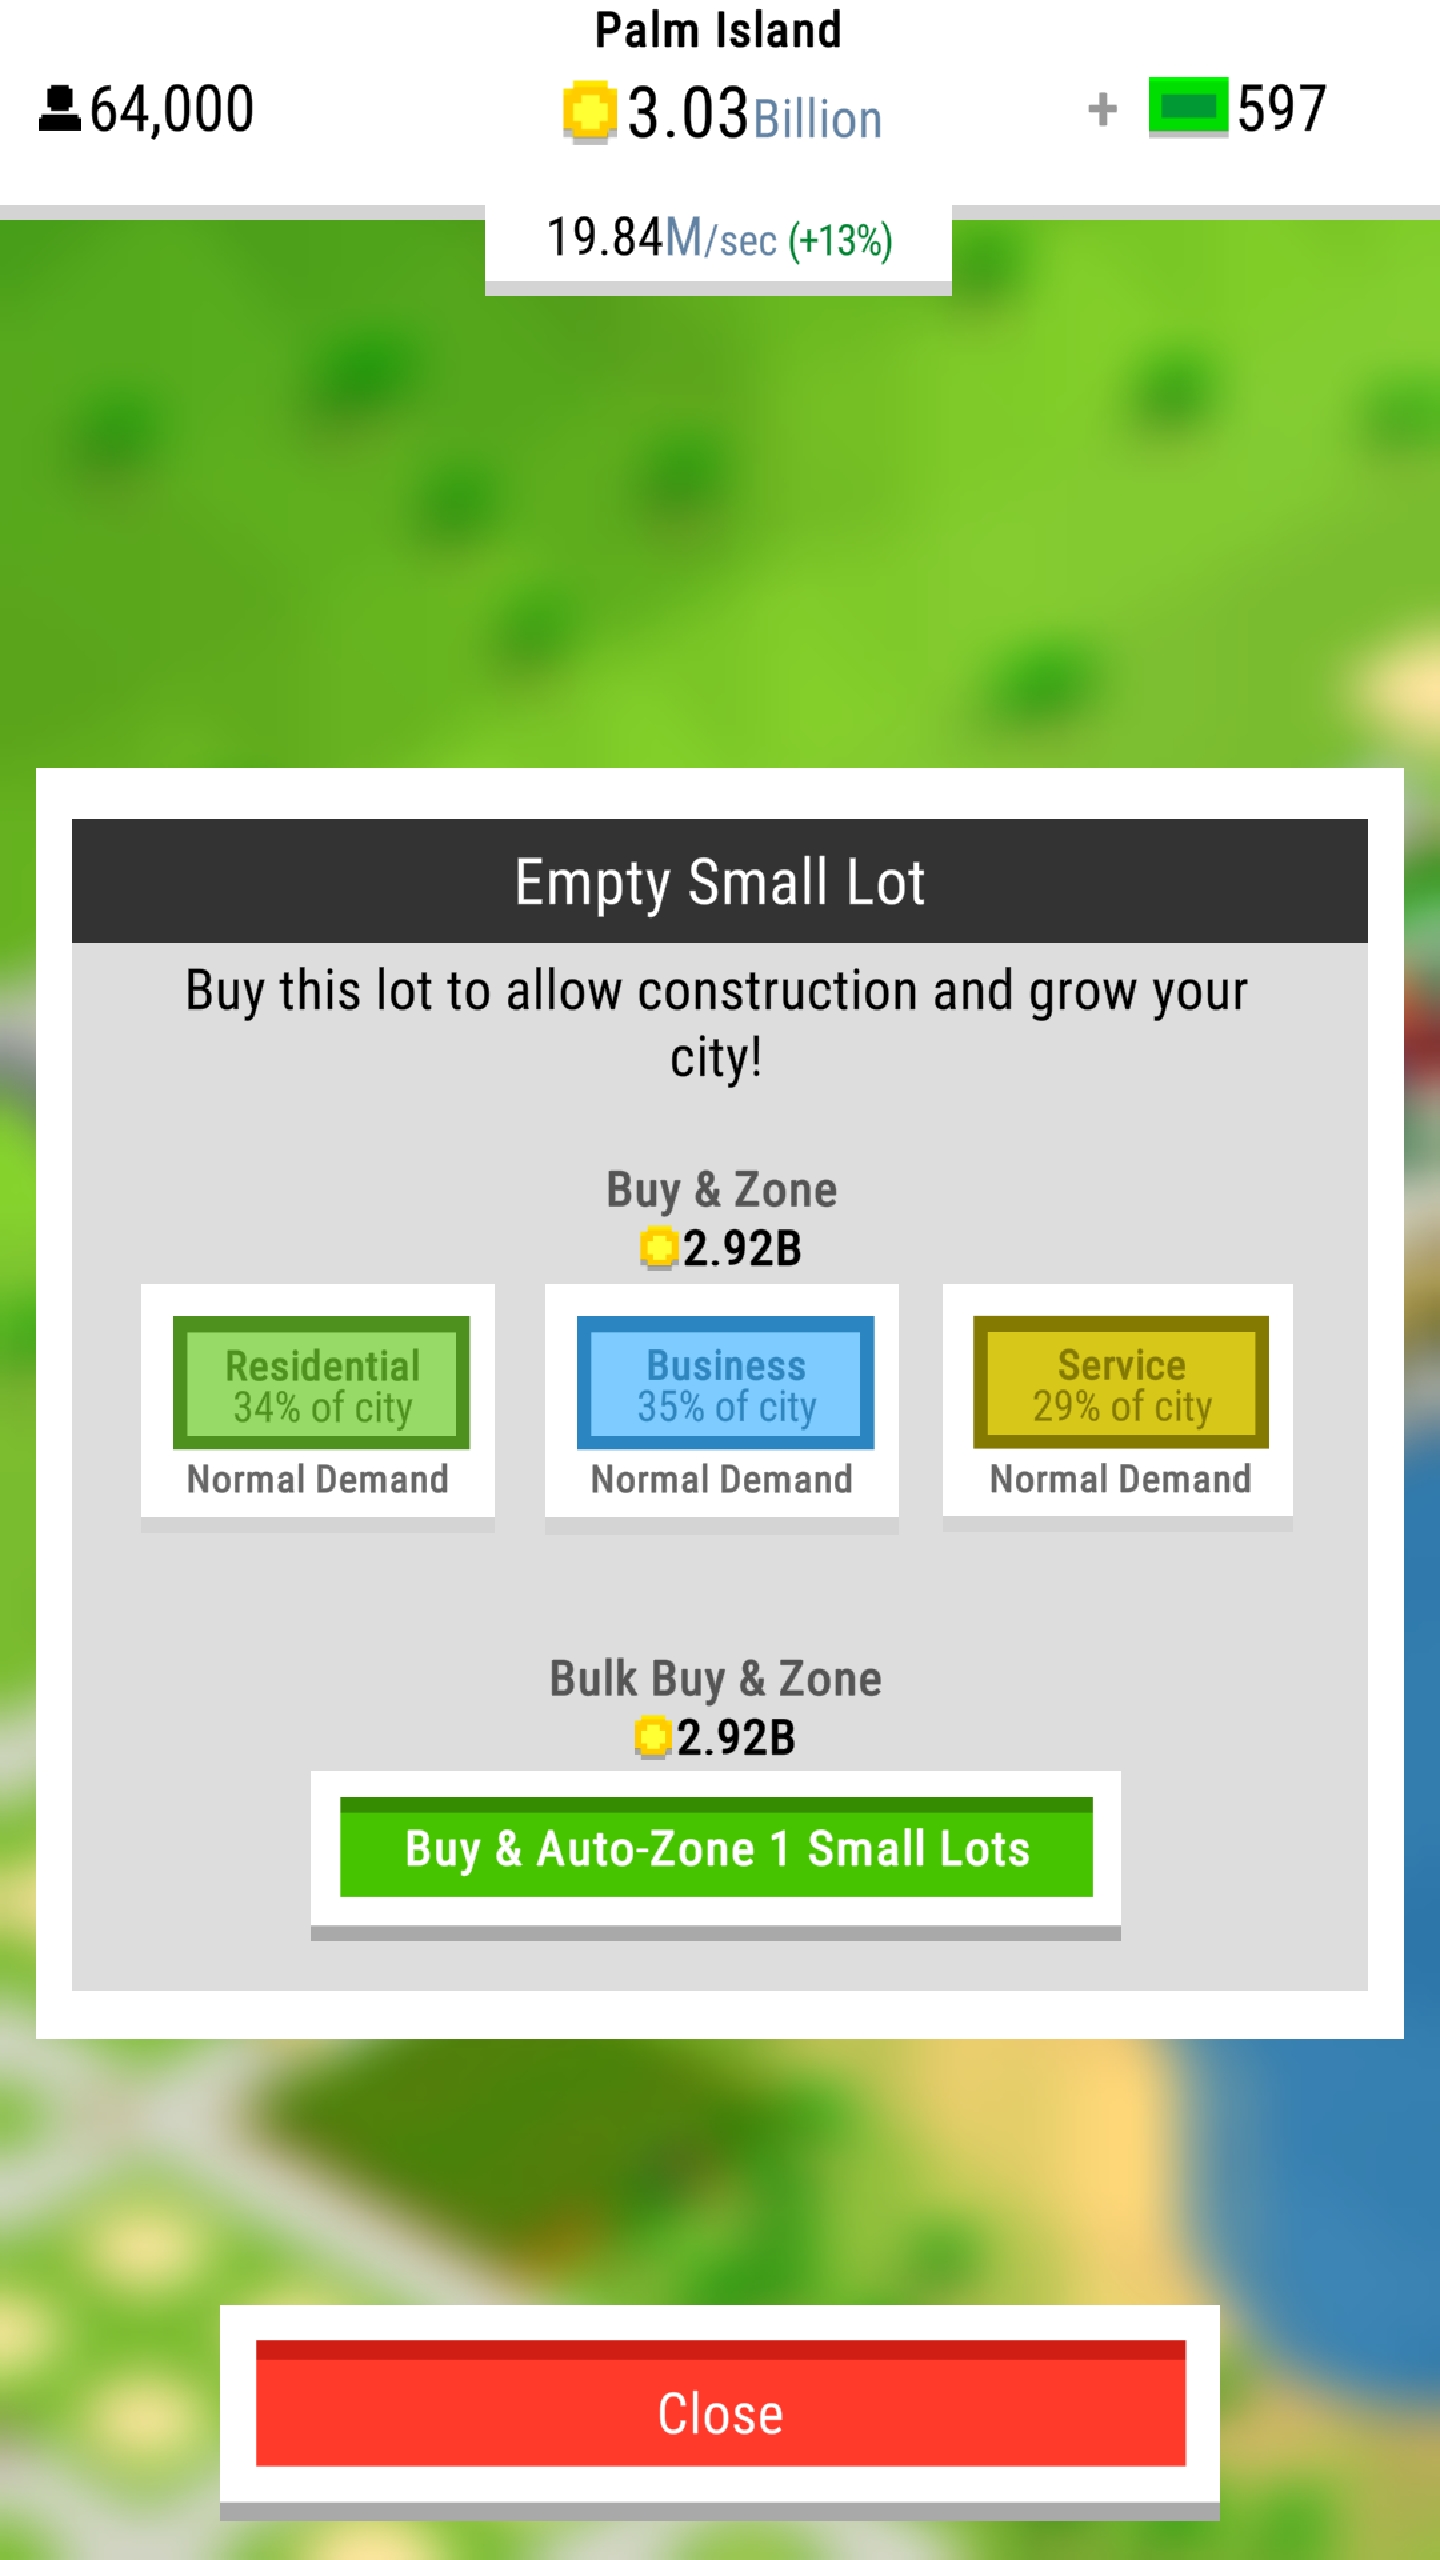 Palm Island
64,000
3.03Billion
+ 597
19.84M/sec (+13%)
Empty Small Lot
Buy this lot to allow construction and grow your
city!
Buy & Zone
2.92B
Residential
34% of city
Normal Demand
Business
35% of city
Normal Demand
Service
29% of city
Normal Demand
Bulk Buy & Zone
2.92B
Buy & Auto-Zone 1 Small Lots
Close